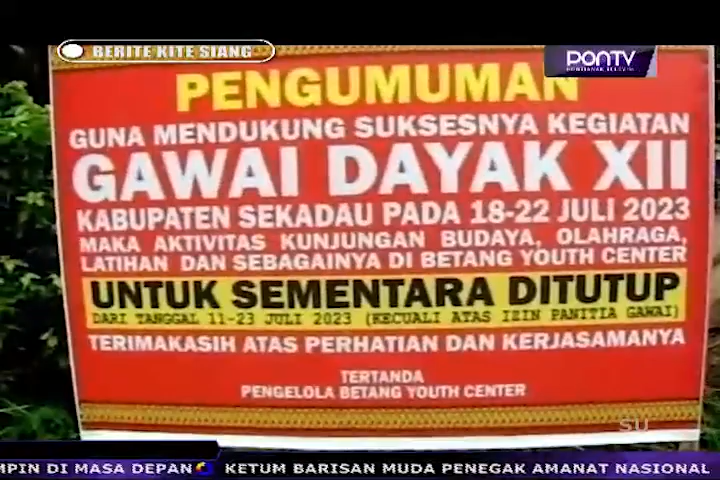 BERITE KITE SIANG
PONTV
PENGUMUMAN
GUNA MENDUKUNG SUKSESNYA KEGIATAN
GAWAI DAYAK XII
KABUPATEN SEKADAU PADA 18-22 JULI 2023
MAKA AKTIVITAS KUNJUNGAN BUDAYA, OLAHRAGA,
LATIHAN DAN SEBAGAINYA DI BETANG YOUTH CENTER
UNTUK SEMENTARA DITUTUP
DARI TANGGAL 11-23 JULI 2023 (KECUALI ATAS IZIN PANITIA GAWAI)
TERIMAKASIH ATAS PERHATIAN DAN KERJASAMANYA
TERTANDA
PENGELOLA BETANG YOUTH CENTER
SU
MPIN DI MASA DEPAN KETUM BARISAN MUDA PENEGAK AMANAT NASIONAL